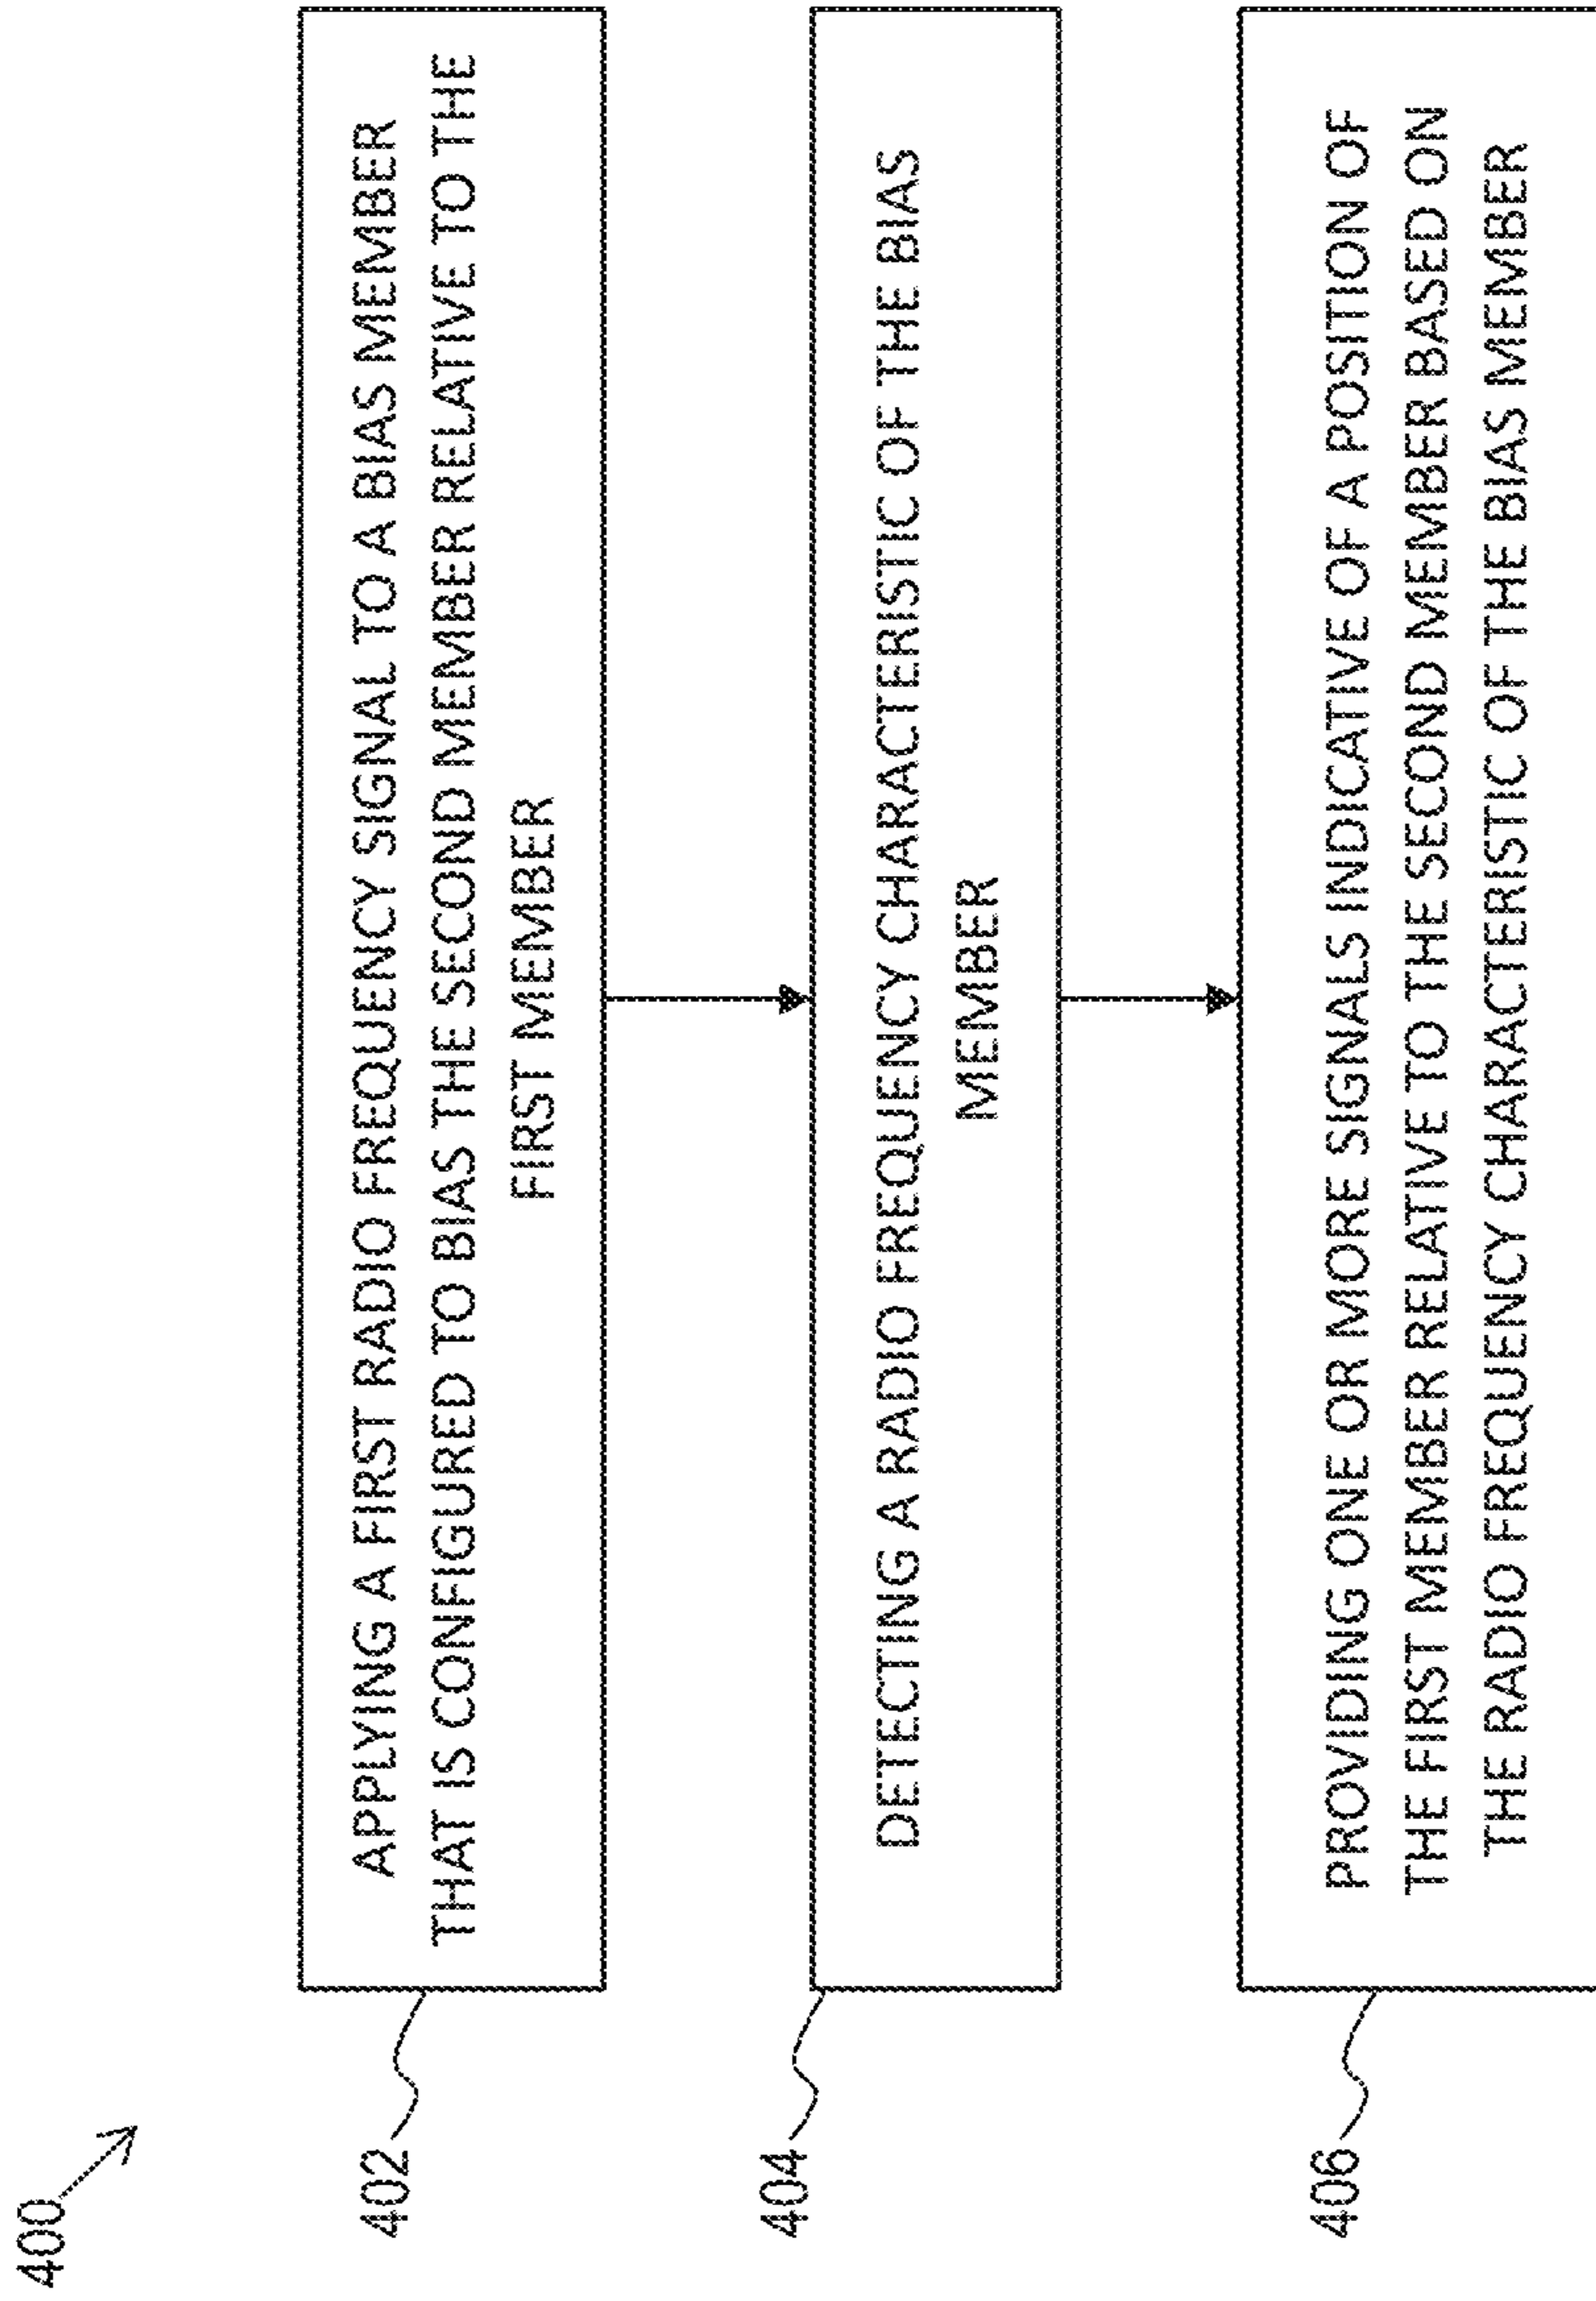 400
402
APPLYING A FIRST RADIO FREQUENCY SIGNAL TO A BIAS MEMBER
THAT IS CONFIGURED TO BIAS THE SECOND MEMBER RELATIVE TO THE
FIRST MEMBER
404
DETECTING A RADIO FREQUENCY CHARACTERISTIC OF THE BIAS
MEMBER
406
PROVIDING ONE OR MORE SIGNALS INDICATIVE OF A POSITION OF
THE FIRST MEMBER RELATIVE TO THE SECOND MEMBER BASED ON
THE RADIO FREQUENCY CHARACTERISTIC OF THE BIAS MEMBER